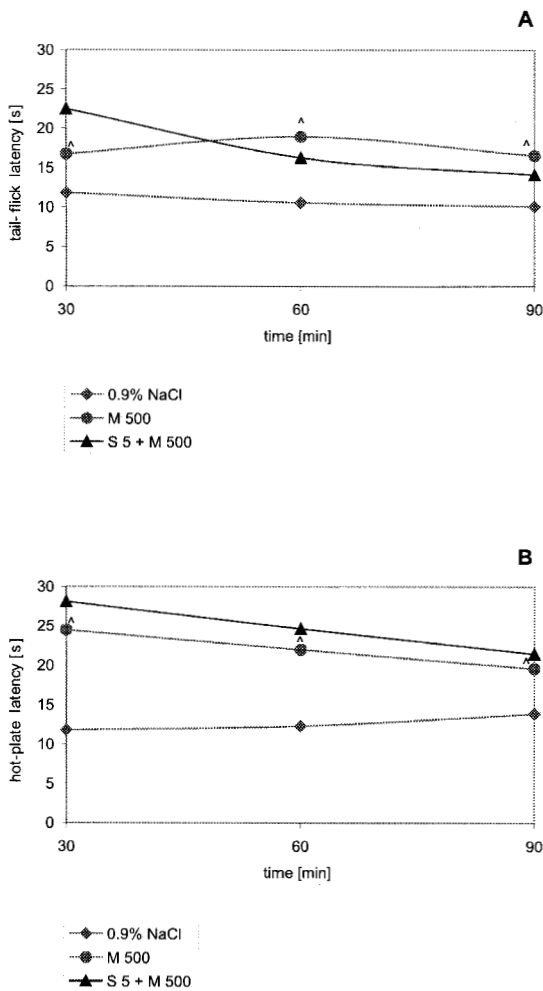 A
30
25
20
15
10
5
0
tail-flick latency [s]
^
^
^
30 60 90
time [min]
0.9% NaCl
M 500
S 5 + M 500
B
30
25
20
15
10
5
0
hot-plate latency [s]
^
^
^
30 60 90
time [min]
0.9% NaCl
M 500
S 5 + M 500